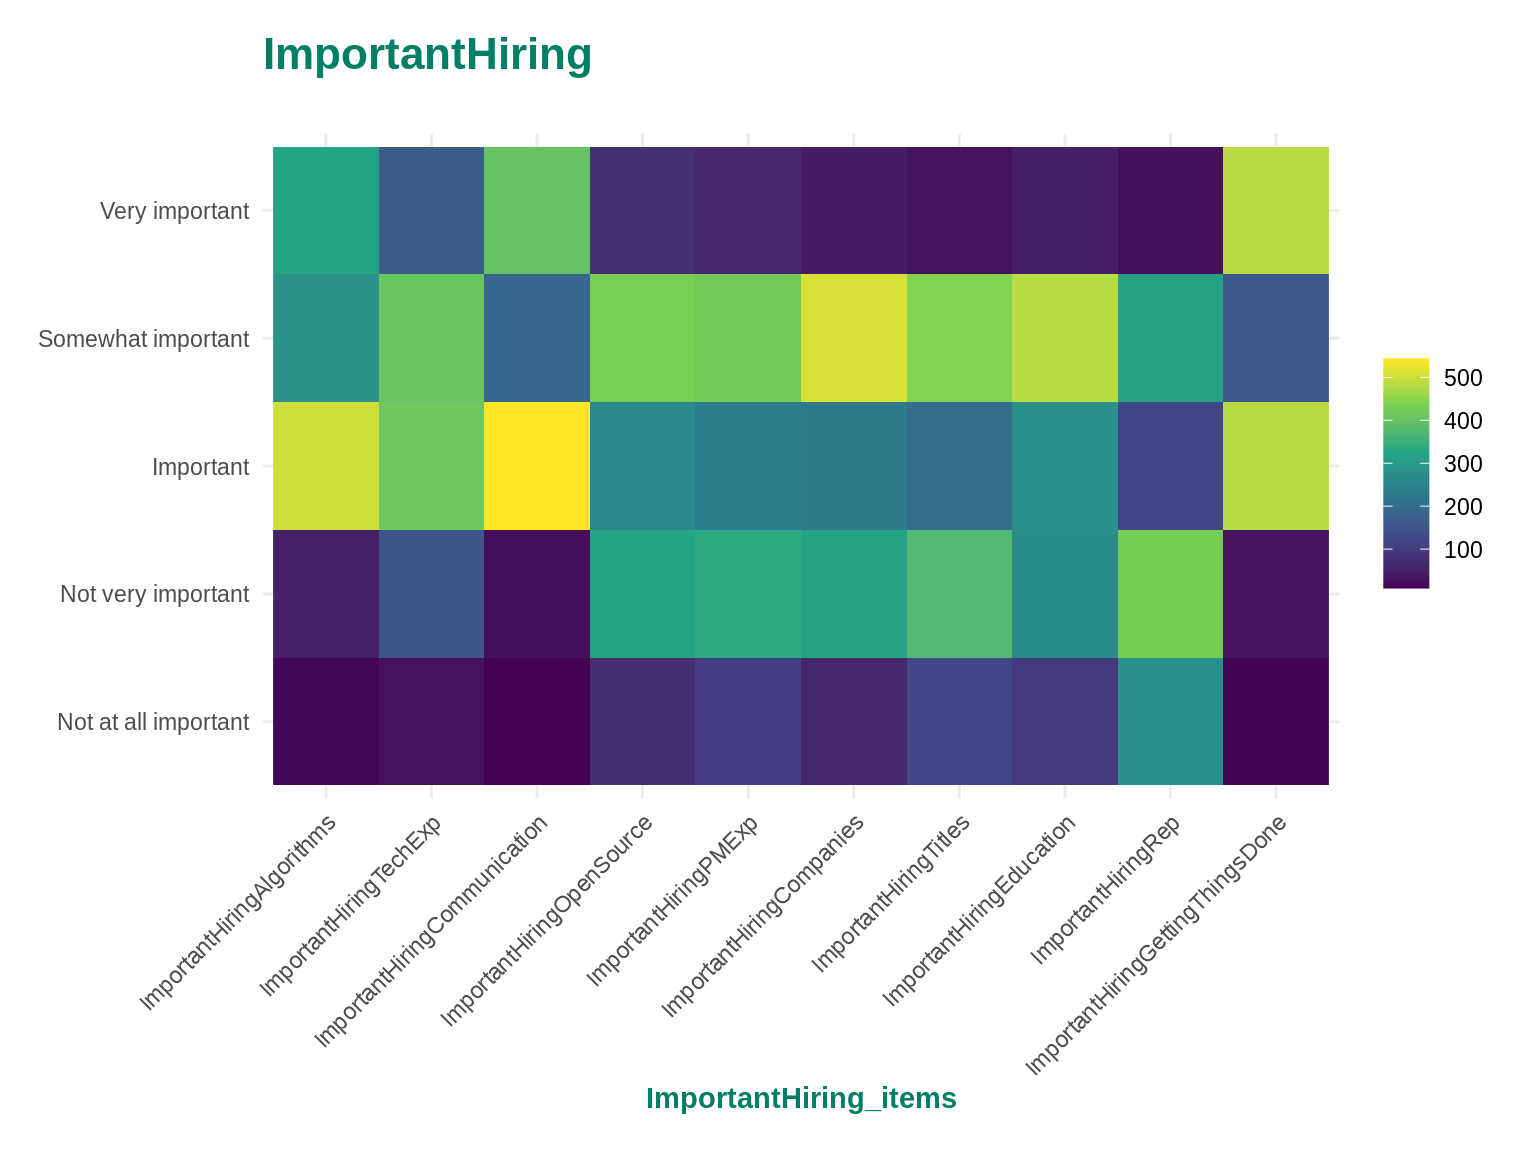 ImportantHiring
Very important
Somewhat important
Important
Not very important
Not at all important
500
400
300
200
100
ImportantHiringAlgorithms
ImportantHiringTechExp
ImportantHiringCommunication
ImportantHiringOpenSource
ImportantHiringPMExp
ImportantHiringCompanies
ImportantHiringTitles
ImportantHiringEducation
ImportantHiringRep
ImportantHiringGettingThingsDone
ImportantHiring_items